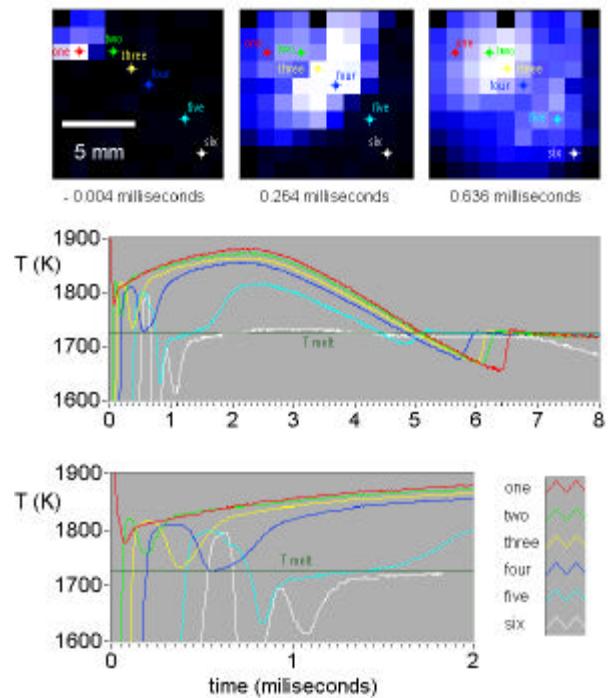 one two three four five six
5 mm
one two three four five six
one two three four five six
- 0.004 milliseconds 0.264 milliseconds 0.636 milliseconds
T (K)
1900
1800
1700
1600
T melt
0 1 2 3 4 5 6 7 8
T (K)
1900
1800
1700
1600
T melt
0 1 2
time (miliseconds)
one
two
three
four
five
six